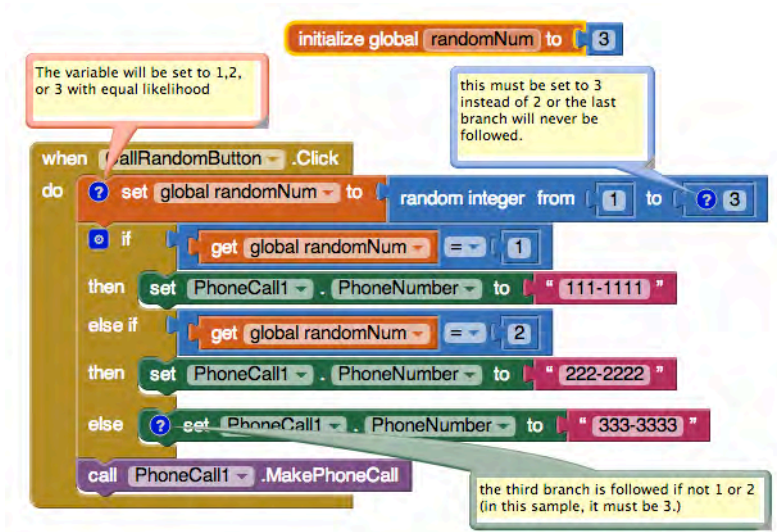 initialize global randomNum to 3
The variable will be set to 1,2,
or 3 with equal likelihood
this must be set to 3
instead of 2 or the last
branch will never be
followed.
when CallRandomButton .Click
do ? set global randomNum to random integer from 1 to ? 3
if get global randomNum = 1
then set PhoneCall1 . PhoneNumber to " 111-1111 "
else if get global randomNum = 2
then set PhoneCall1 . PhoneNumber to " 222-2222 "
else ? set PhoneCall1 . PhoneNumber to " 333-3333 "
call PhoneCall1 .MakePhoneCall
the third branch is followed if not 1 or 2
(in this sample, it must be 3.)